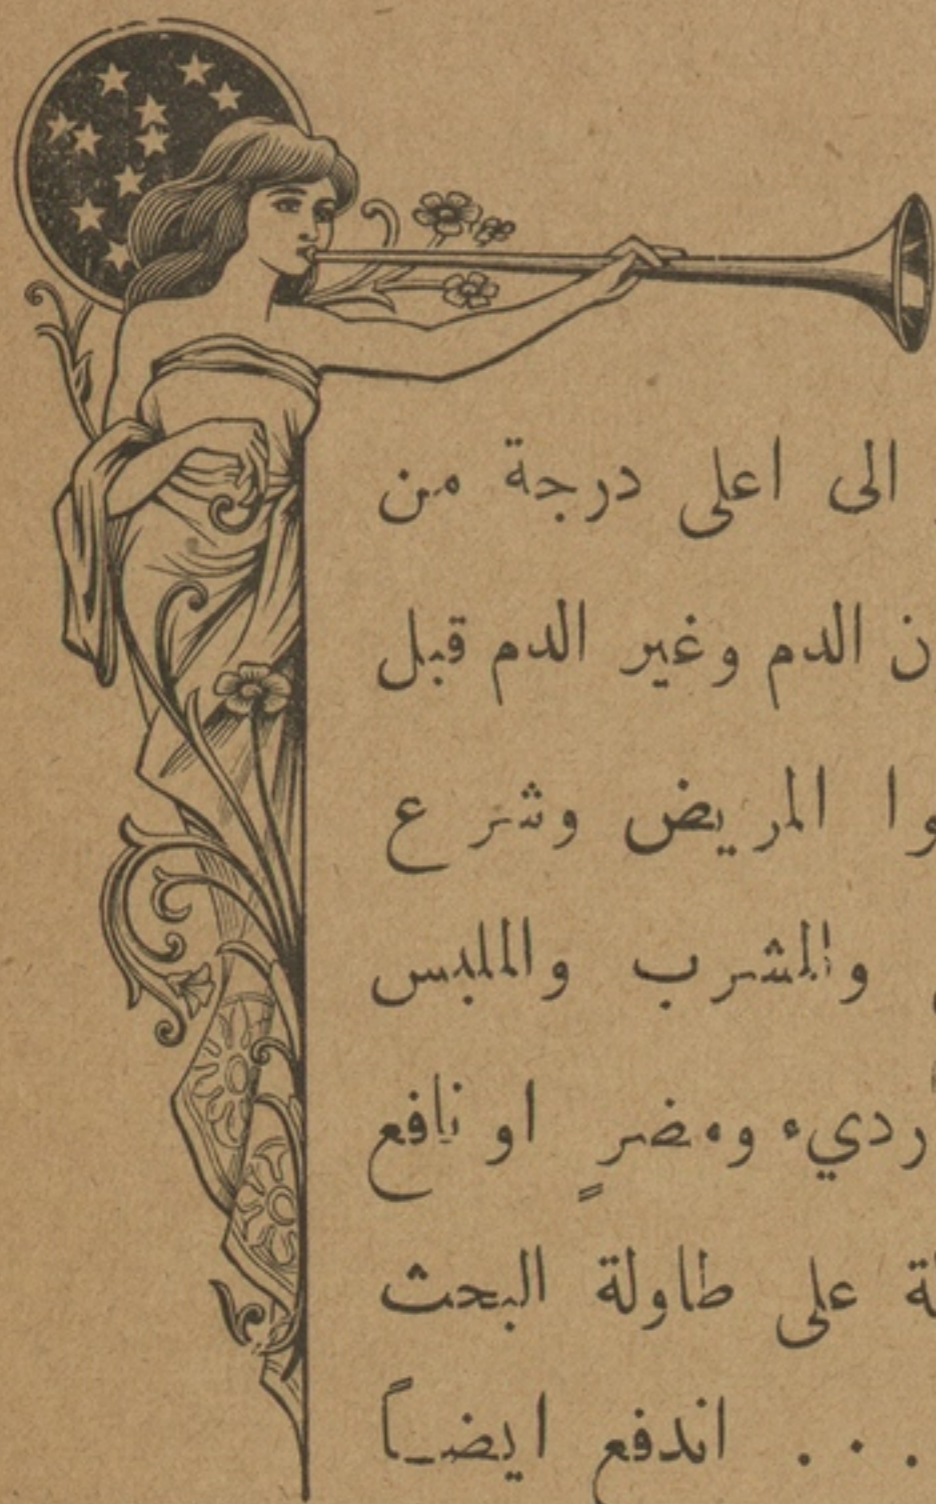 الى اعلى درجة من
ن الدم وغير الدم قبل
وا المريض وشرع
والمشرب والملبس
رديء ومضرٍ او نافع
ة على طاولة البحث
. . . اندفع ايضاً